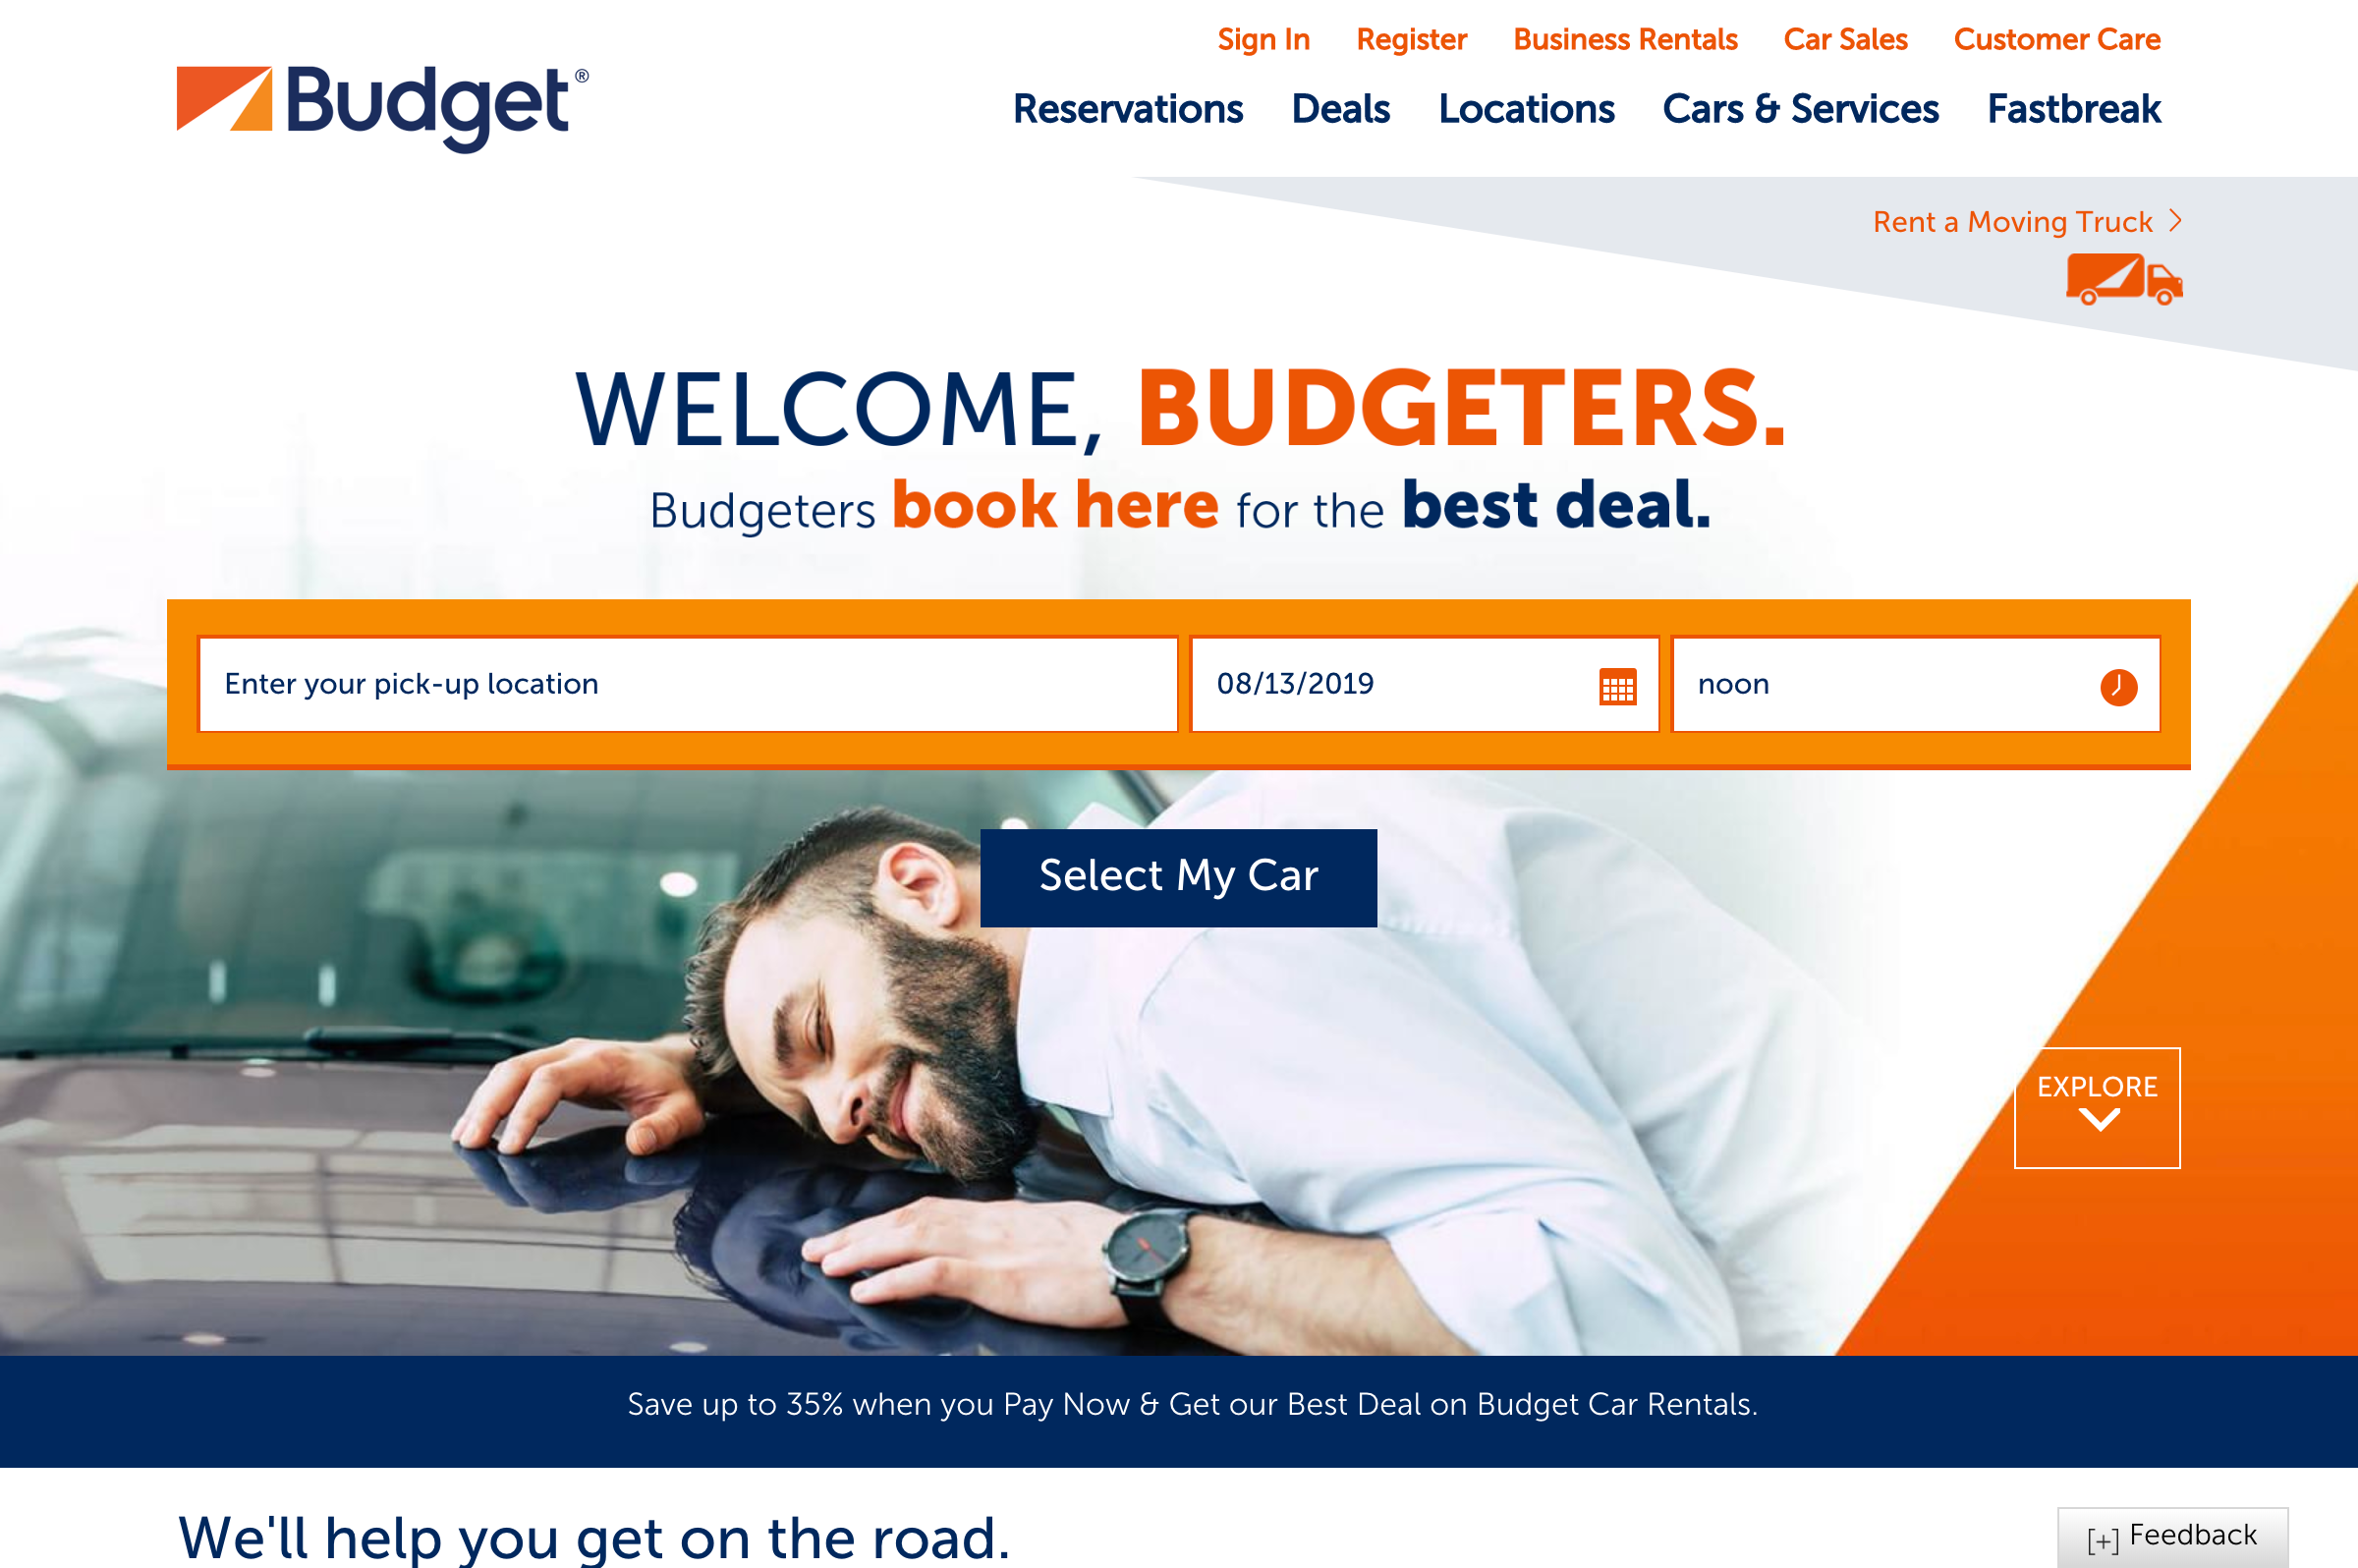 Sign In Register Business Rentals Car Sales Customer Care
Budget®
Reservations Deals Locations Cars & Services Fastbreak
Rent a Moving Truck
WELCOME, BUDGETERS.
Budgeters book here for the best deal.
Enter your pick-up location 08/13/2019 noon
Select My Car
EXPLORE
Save up to 35% when you Pay Now & Get our Best Deal on Budget Car Rentals.
We'll help you get on the road.
[+] Feedback